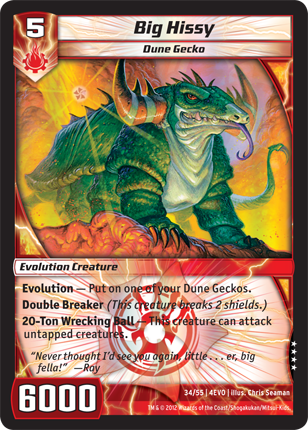 5
Big Hissy
Dune Gecko
Evolution Creature
Evolution — Put on one of your Dune Geckos.
Double Breaker (This creature breaks 2 shields.)
20-Ton Wrecking Ball — This creature can attack
untapped creatures.
"Never thought I'd see you again, little . . . er, big
fella!" —Ray
6000
34/55 | 4EVO | illus: Chris Seaman
TM & © 2012 Wizards of the Coast/Shogakukan/Mitsui-Kids.